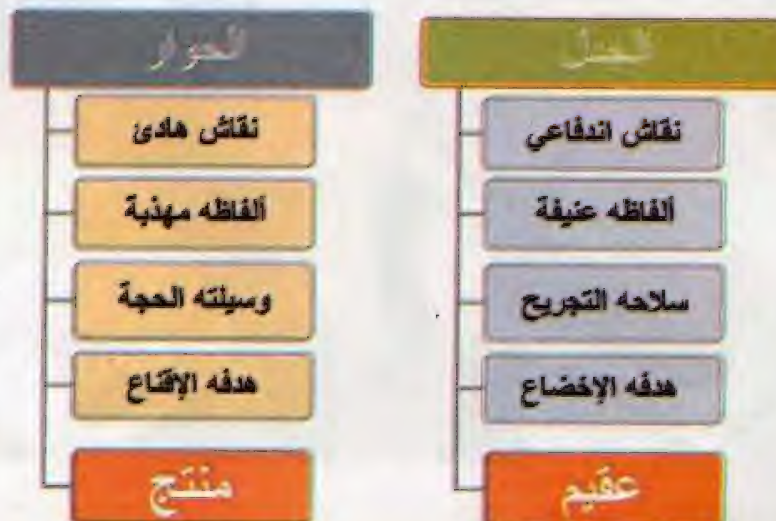 الجدل
نقاش اندفاعي
ألفاظه عنيفة
سلاحه التجريح
هدفه الإخضاع
عقيم
الحوار
نقاش هادئ
ألفاظه مهذبة
وسيلته الحجة
هدفه الإقناع
منتج